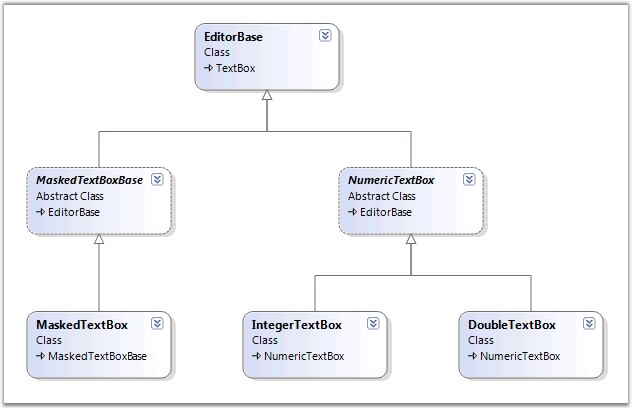 EditorBase
Class
TextBox
MaskedTextBoxBase
Abstract Class
EditorBase
NumericTextBox
Abstract Class
EditorBase
MaskedTextBox
Class
MaskedTextBoxBase
IntegerTextBox
Class
NumericTextBox
DoubleTextBox
Class
NumericTextBox